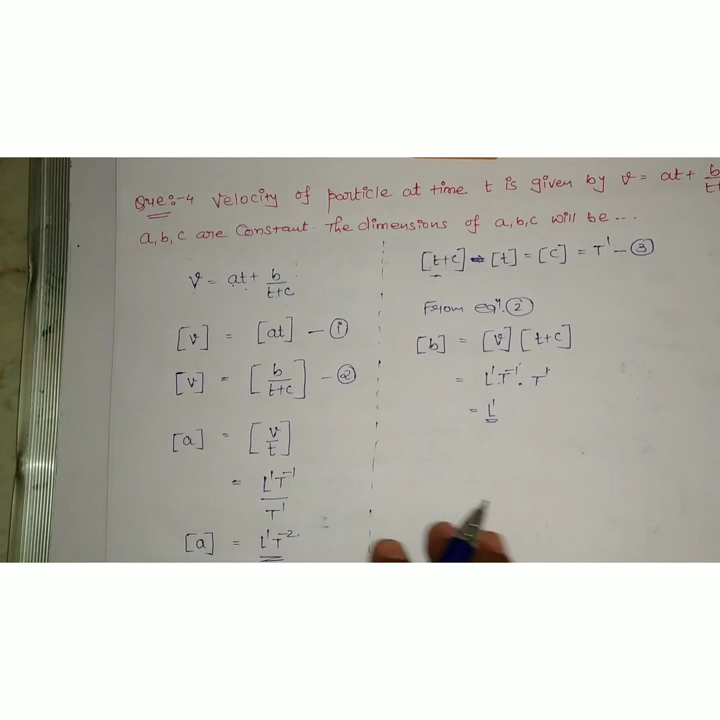 Que:-4 Velocity of particle at time t is given by v = at + b/t
a, b, c are constant. The dimensions of a, b, c will be ...
v = at + b/t+c
[v] = [at] - ①
[v] = [b/t+c] - ②
[a] = [v/t]
= L¹T⁻¹/T¹
[a] = L¹T⁻²
[t+c] = [t] = [c] = T¹ - ③
From eqⁿ. ②
[b] = [v] [t+c]
= L¹T⁻¹. T¹
= L¹